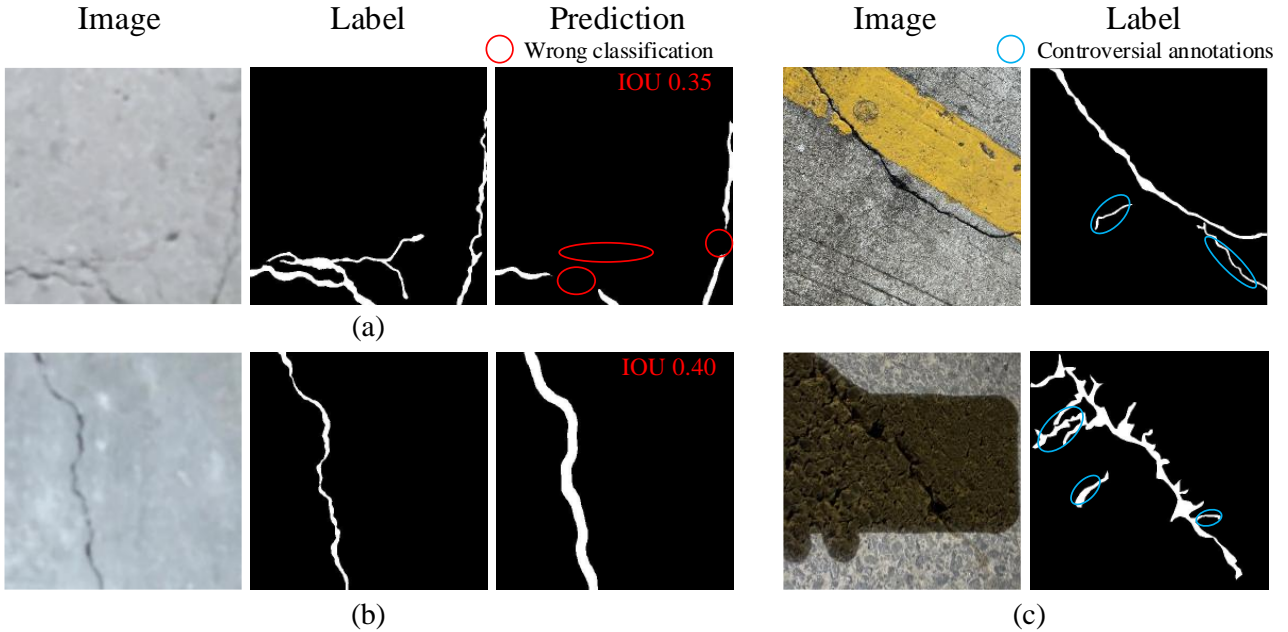 Image Label Prediction Image Label
Wrong classification Controversial annotations
IOU 0.35
(a)
IOU 0.40
(b) (c)